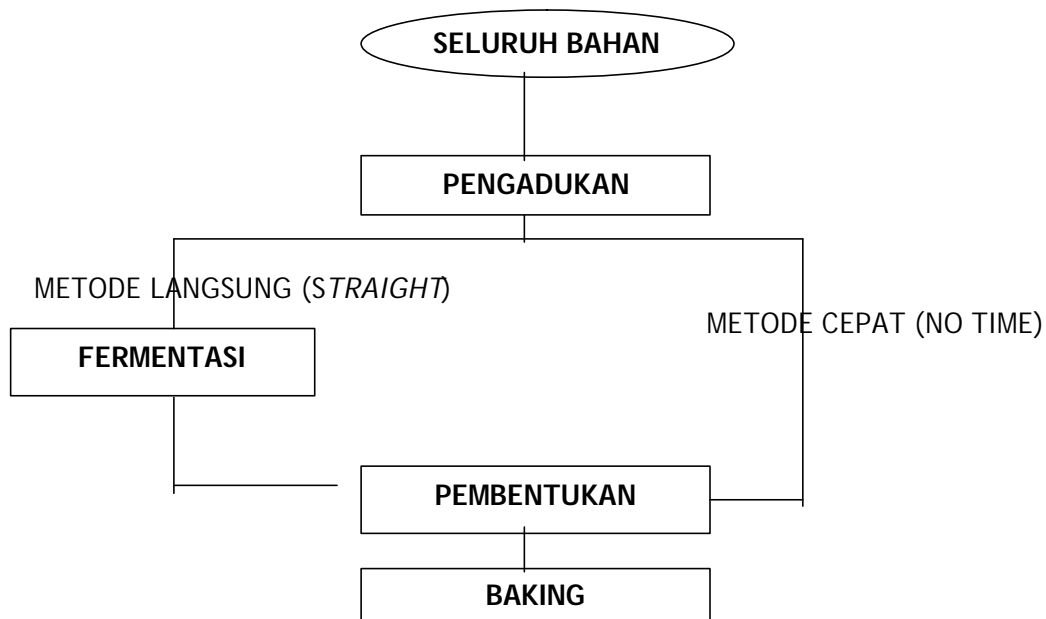 SELURUH BAHAN
PENGADUKAN
METODE LANGSUNG (STRAIGHT)
METODE CEPAT (NO TIME)
FERMENTASI
PEMBENTUKAN
BAKING